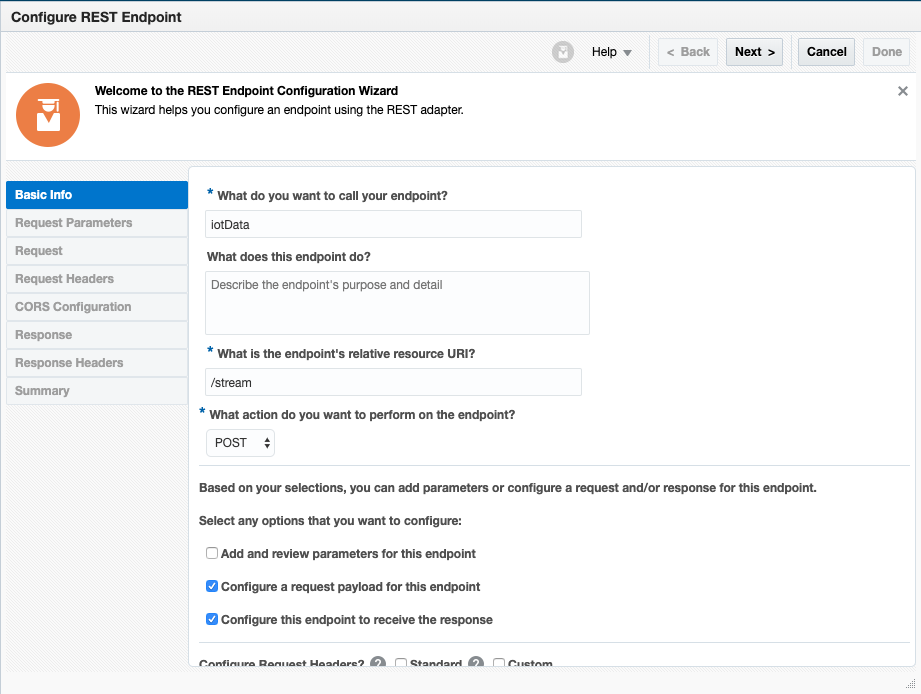 Configure REST Endpoint
Help
< Back
Next >
Cancel
Done
Welcome to the REST Endpoint Configuration Wizard
This wizard helps you configure an endpoint using the REST adapter.
Basic Info
Request Parameters
Request
Request Headers
CORS Configuration
Response
Response Headers
Summary
* What do you want to call your endpoint?
iotData
What does this endpoint do?
Describe the endpoint's purpose and detail
* What is the endpoint's relative resource URI?
/stream
* What action do you want to perform on the endpoint?
POST
Based on your selections, you can add parameters or configure a request and/or response for this endpoint.
Select any options that you want to configure:
Add and review parameters for this endpoint
Configure a request payload for this endpoint
Configure this endpoint to receive the response
Configure Request Headers? ? Standard ? Custom